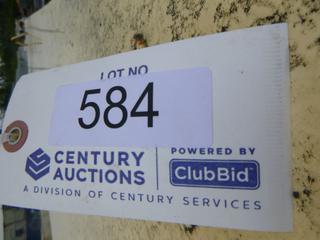 LOT NO
584
CENTURY
AUCTIONS
POWERED BY
ClubBid
A DIVISION OF CENTURY SERVICES